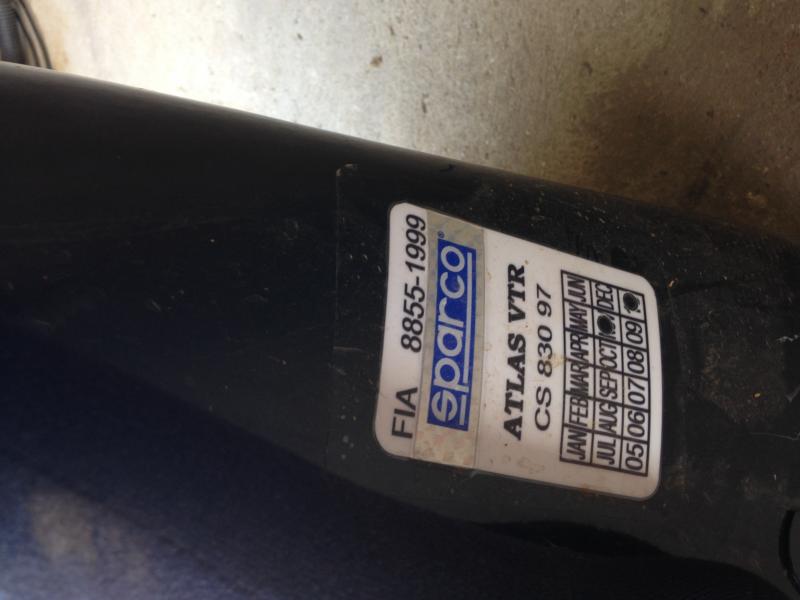 FIA 8855-1999
sparco®
ATLAS VTR
CS 830 97
JAN FEB MAR APR MAY JUN
JUL AUG SEP OCT DEC
05 06 07 08 09